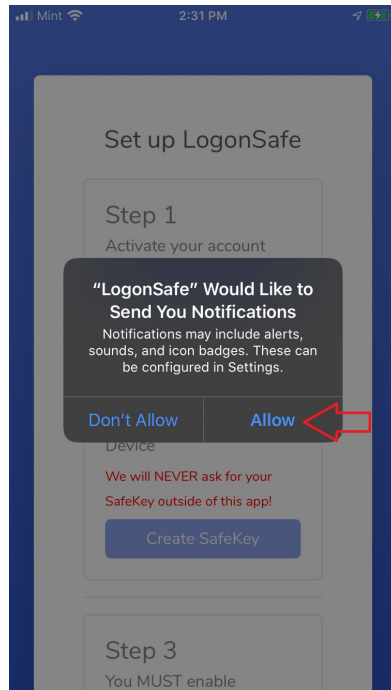 Mint 2:31 PM
Set up LogonSafe
Step 1
Activate your account
“LogonSafe” Would Like to
Send You Notifications
Notifications may include alerts,
sounds, and icon badges. These can
be configured in Settings.
Don’t Allow Allow
Device
We will NEVER ask for your
SafeKey outside of this app!
Create SafeKey
Step 3
You MUST enable